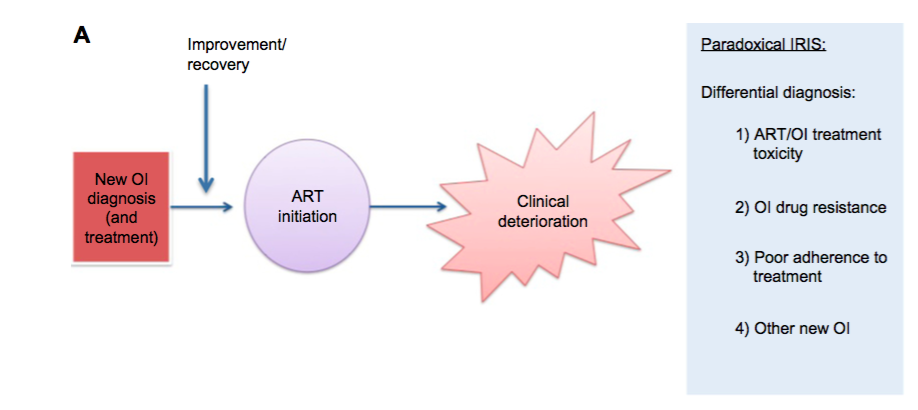 A
Improvement/
recovery
New OI
diagnosis
(and
treatment)
ART
initiation
Clinical
deterioration
Paradoxical IRIS:
Differential diagnosis:
1) ART/OI treatment
toxicity
2) OI drug resistance
3) Poor adherence to
treatment
4) Other new OI